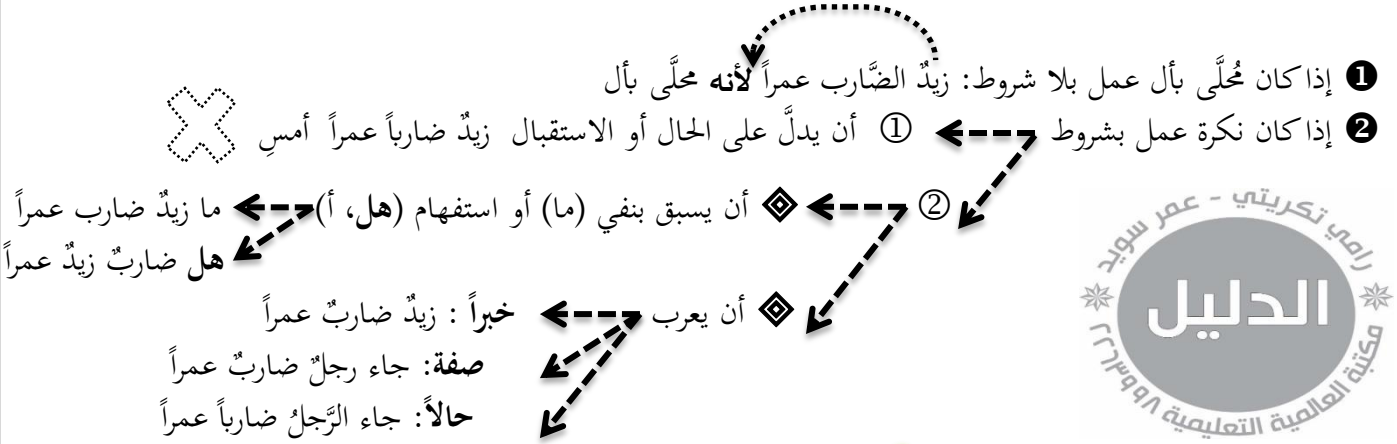 ❶ إذا كان مُحلَّى بأل عمل بلا شروط: زيدٌ الضَّارب عمراً لأنه محلَّى بأل
❷ إذا كان نكرة عمل بشروط ① أن يدلَّ على الحال أو الاستقبال زيدٌ ضارباً عمراً أمسِ
② أن يسبق بنفي (ما) أو استفهام (هل، أ) ما زيدٌ ضارب عمراً
هل ضاربٌ زيدٌ عمراً
أن يعرب خبراً : زيدٌ ضاربٌ عمراً
صفة: جاء رجلٌ ضاربٌ عمراً
حالاً: جاء الرَّجلُ ضارباً عمراً
رامي تكريتي - عمر سويد
الدليل
مكتبة العالمية التعليمية ٢١٣٩٩٨